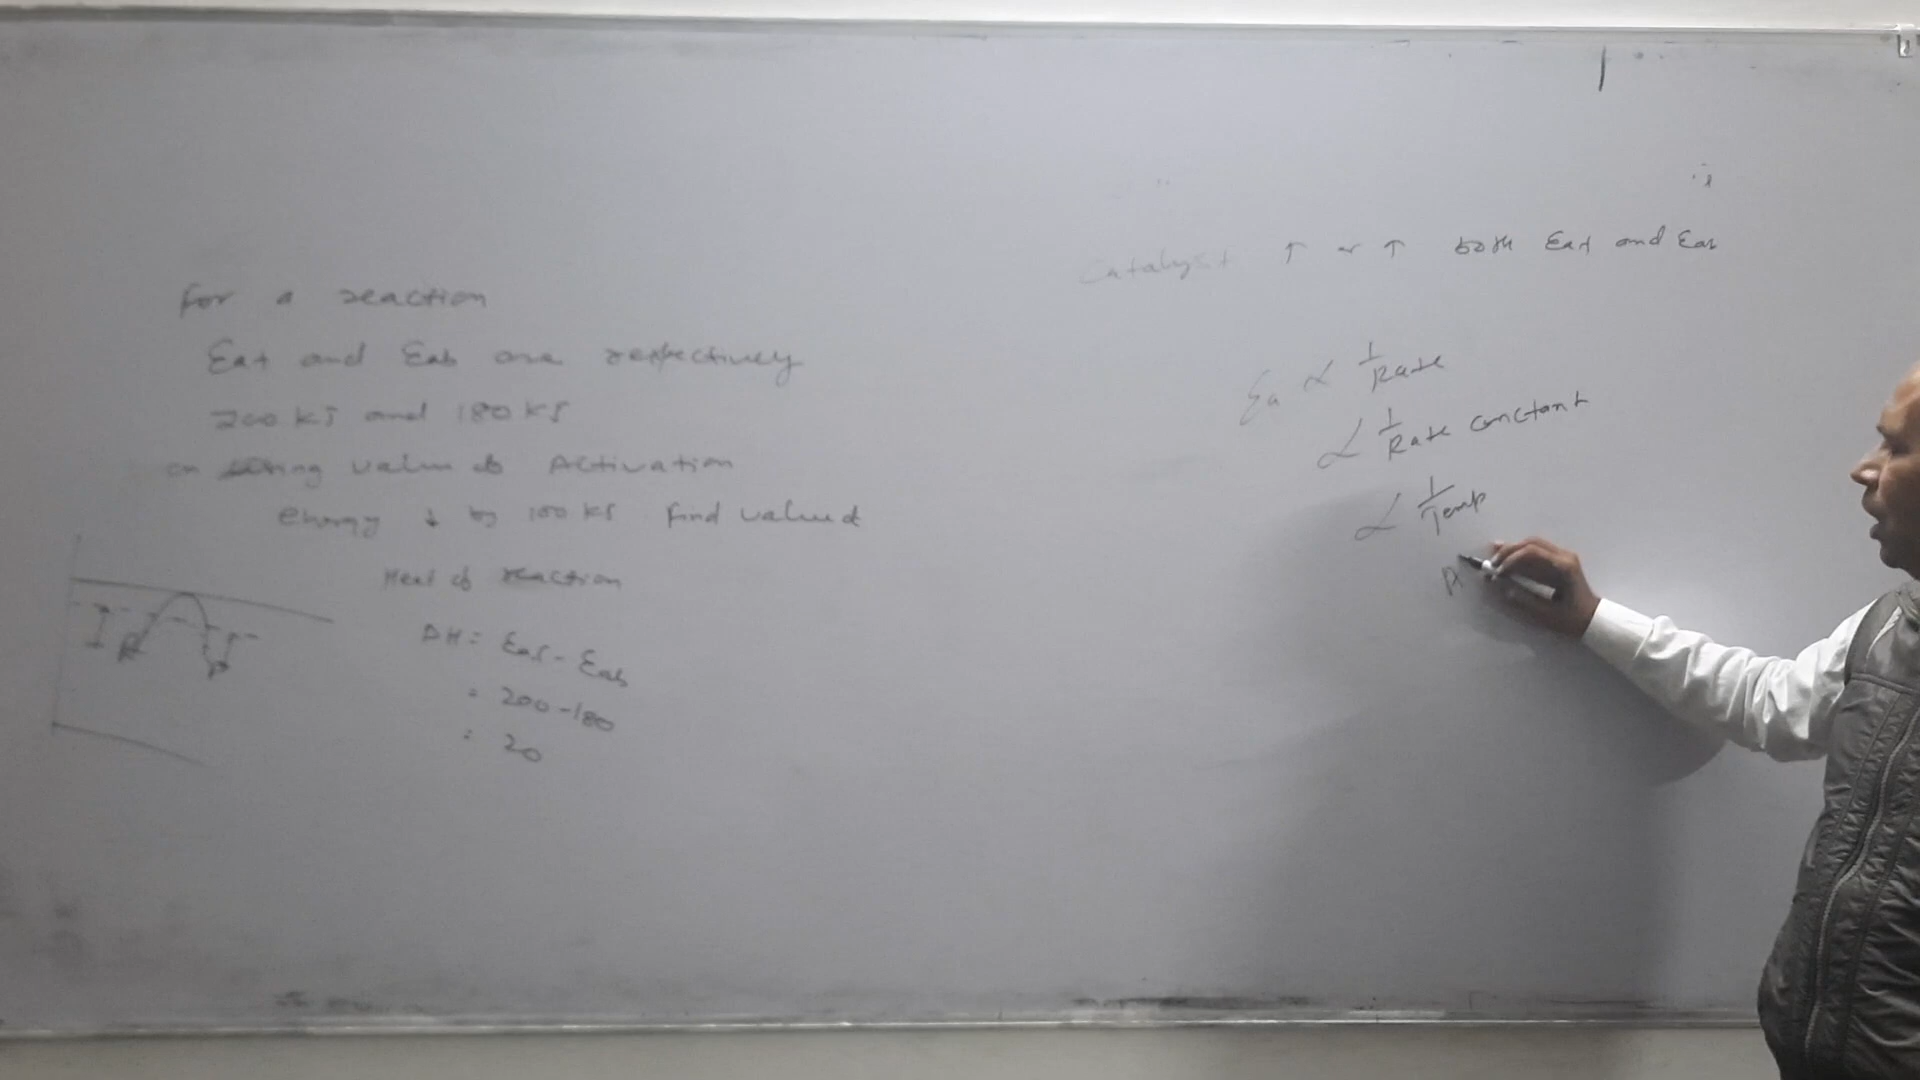 For a reaction
Eaf and Eab are respectively
200 KJ and 180 KJ
on value of Activation
energy ↓ by 100 KJ find value of
Heat of reaction
ΔH = Eaf - Eab
= 200-180
= 20
Catalyst ↑ or ↑ both Eaf and Eab
Ea ∝ 1/Rate
∝ 1/Rate constant
∝ 1/Temp